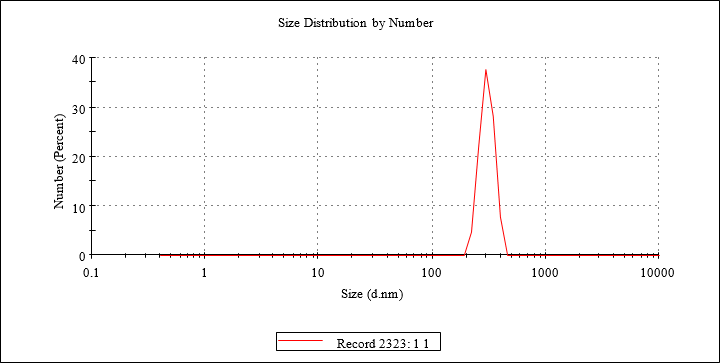 Size Distribution by Number
40
30
20
10
0
Number (Percent)
0.1 1 10 100 1000 10000
Size (d.nm)
Record 2323: 1 1